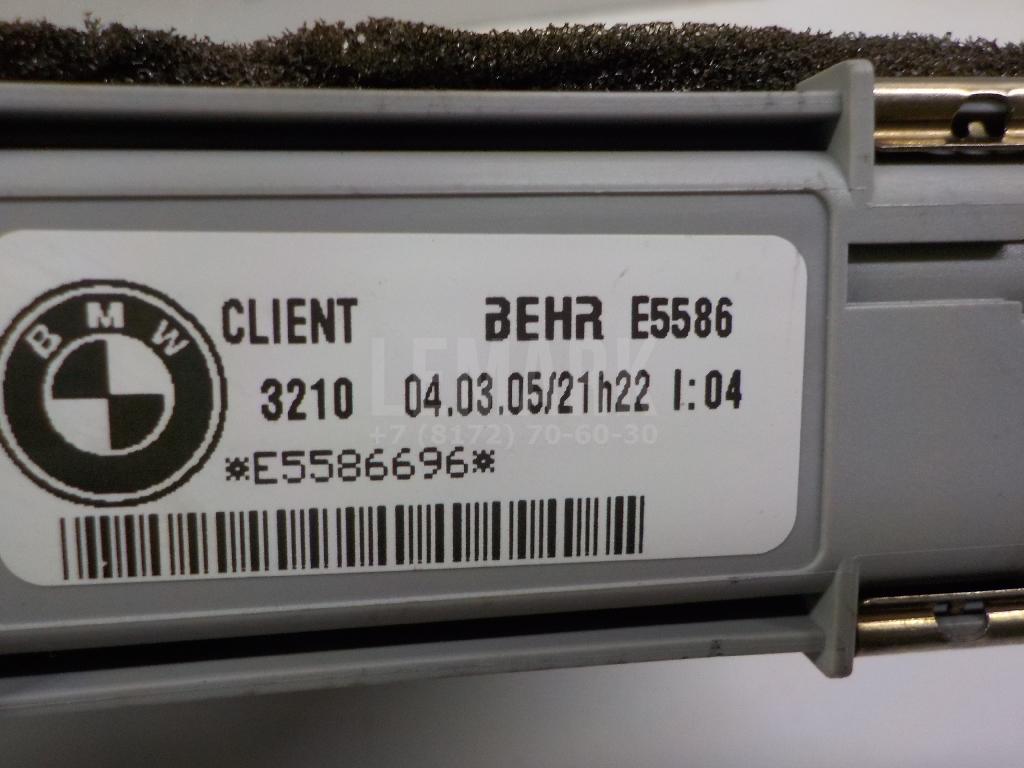 BMW
CLIENT BEHR E5586
3210 04.03.05/21h22 I:04
*E5586696*
LEMARK
+7 (8172) 70-60-30